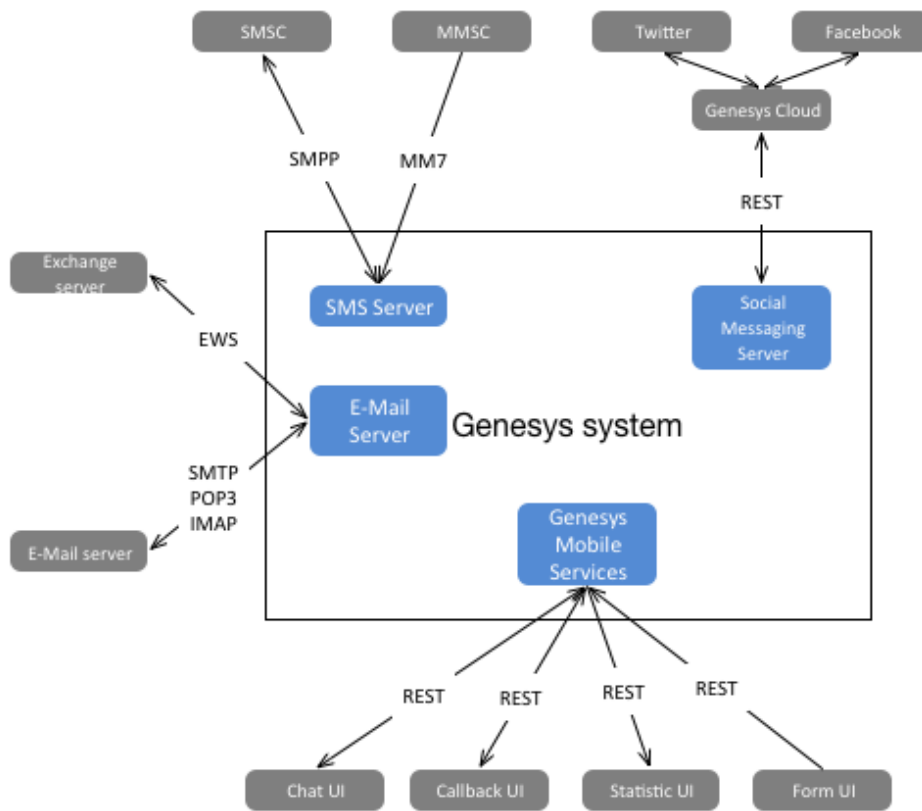 SMSC
MMSC
Twitter
Facebook
Genesys Cloud
SMPP
MM7
REST
Exchange
server
SMS Server
Social
Messaging
Server
EWS
E-Mail
Server
Genesys system
SMTP
POP3
IMAP
E-Mail server
Genesys
Mobile
Services
REST
REST
REST
REST
Chat UI
Callback UI
Statistic UI
Form UI